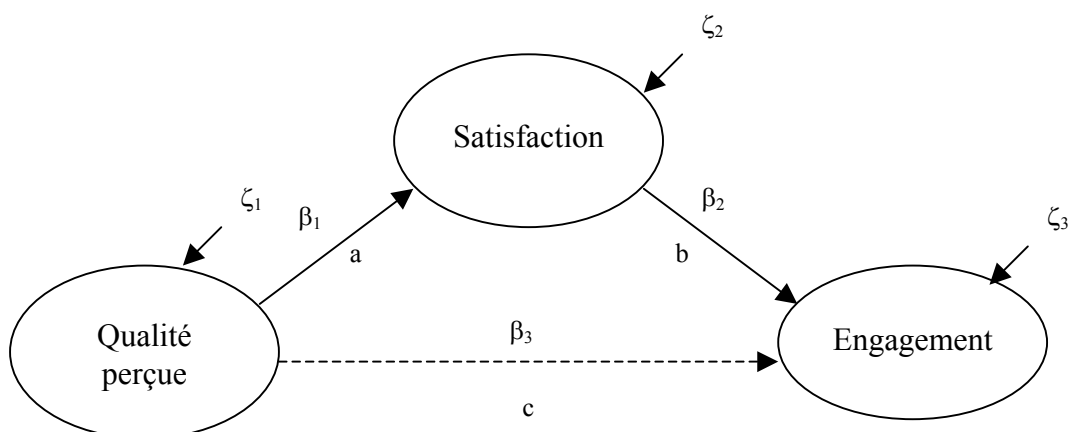 ζ2
Satisfaction
ζ1
β1
β2
ζ3
a
b
Qualité
perçue
β3
Engagement
c